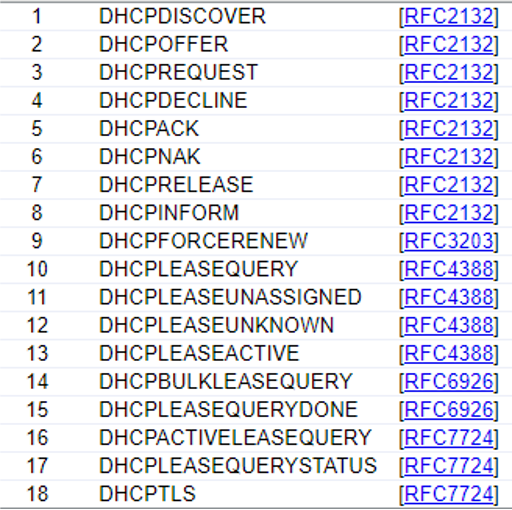 1 DHCPDISCOVER [RFC2132]
2 DHCPOFFER [RFC2132]
3 DHCPREQUEST [RFC2132]
4 DHCPDECLINE [RFC2132]
5 DHCPACK [RFC2132]
6 DHCPNAK [RFC2132]
7 DHCPRELEASE [RFC2132]
8 DHCPINFORM [RFC2132]
9 DHCPFORCERENEW [RFC3203]
10 DHCPLEASEQUERY [RFC4388]
11 DHCPLEASEUNASSIGNED [RFC4388]
12 DHCPLEASEUNKNOWN [RFC4388]
13 DHCPLEASEACTIVE [RFC4388]
14 DHCPBULKLEASEQUERY [RFC6926]
15 DHCPLEASEQUERYDONE [RFC6926]
16 DHCPACTIVELEASEQUERY [RFC7724]
17 DHCPLEASEQUERYSTATUS [RFC7724]
18 DHCPTLS [RFC7724]